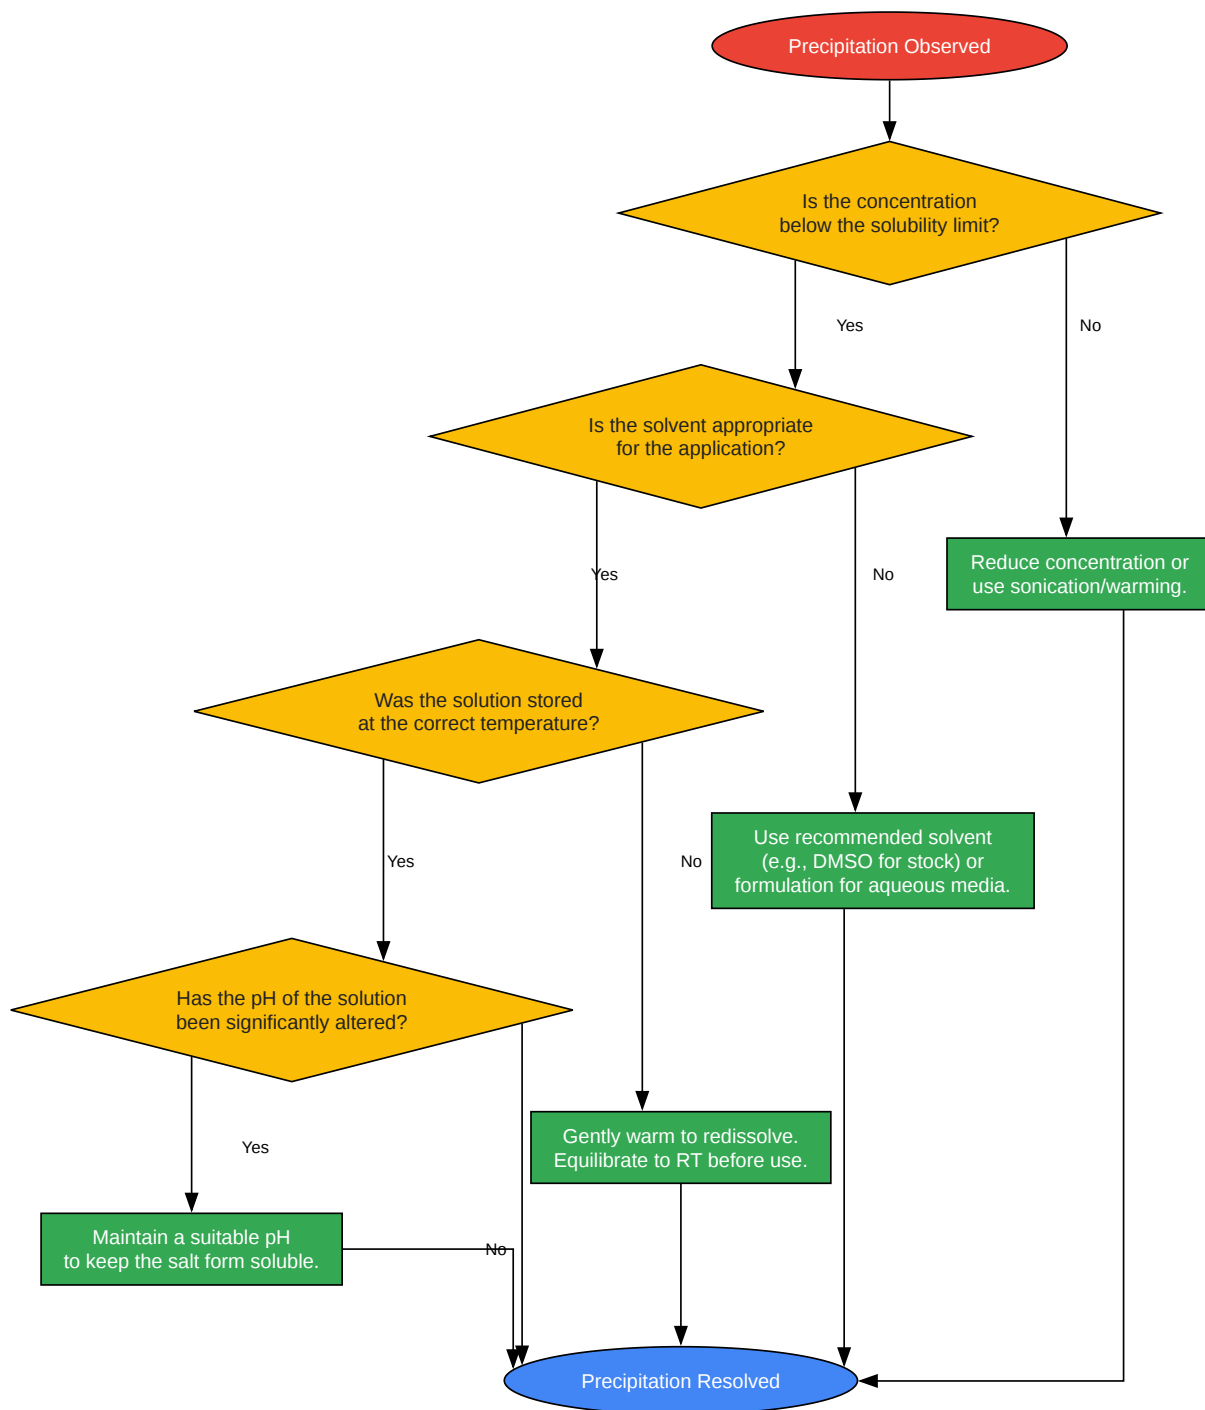 Precipitation Observed
Is the concentration
below the solubility limit?
Yes
No
Is the solvent appropriate
for the application?
Yes
No
Reduce concentration or
use sonication/warming.
Was the solution stored
at the correct temperature?
Yes
No
Use recommended solvent
(e.g., DMSO for stock) or
formulation for aqueous media.
Has the pH of the solution
been significantly altered?
Yes
No
Gently warm to redissolve.
Equilibrate to RT before use.
Maintain a suitable pH
to keep the salt form soluble.
Precipitation Resolved